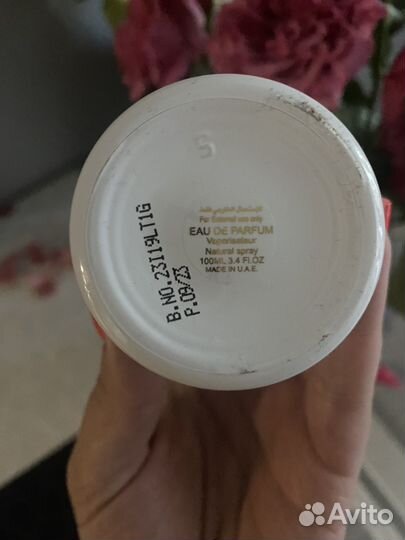 S
للاستعمال الخارجي فقط
For External use only
EAU DE PARFUM
Vaporisateur
Natural spray
100ML 3.4 FL.OZ
MADE IN U.A.E.
B.NO.23I19LT1G
P.09/23
Avito